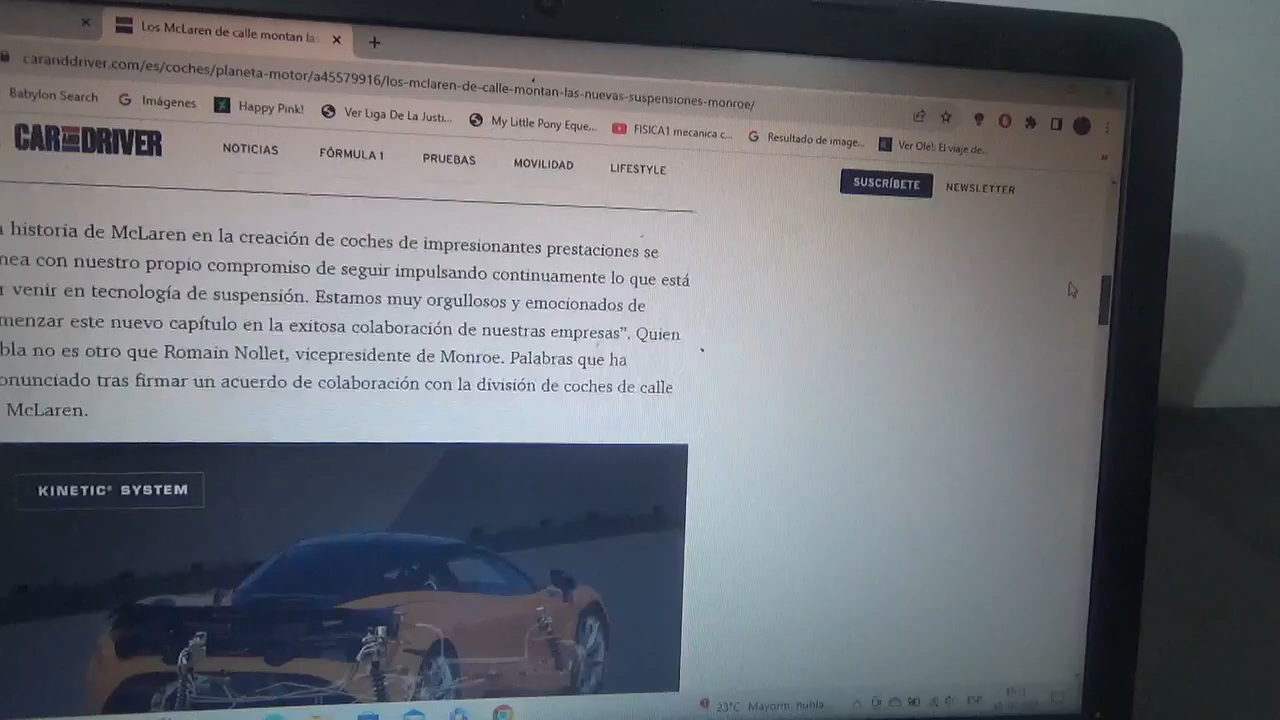 Los McLaren de calle montan la
caranddriver.com/es/coches/planeta-motor/a45579916/los-mclaren-de-calle-montan-las-nuevas-suspensiones-monroe/
Babylon Search Imágenes Happy Pink! Ver Liga De La Justi... My Little Pony Eque... FISICA1 mecanica c... Resultado de image... Ver Olé!: El viaje de...
CAR AND DRIVER NOTICIAS FÓRMULA 1 PRUEBAS MOVILIDAD LIFESTYLE SUSCRÍBETE NEWSLETTER
a historia de McLaren en la creación de coches de impresionantes prestaciones se
nea con nuestro propio compromiso de seguir impulsando continuamente lo que está
r venir en tecnología de suspensión. Estamos muy orgullosos y emocionados de
menzar este nuevo capítulo en la exitosa colaboración de nuestras empresas". Quien
bla no es otro que Romain Nollet, vicepresidente de Monroe. Palabras que ha
onunciado tras firmar un acuerdo de colaboración con la división de coches de calle
McLaren.
KINETIC® SYSTEM
23°C Mayorm. nubla... ESP